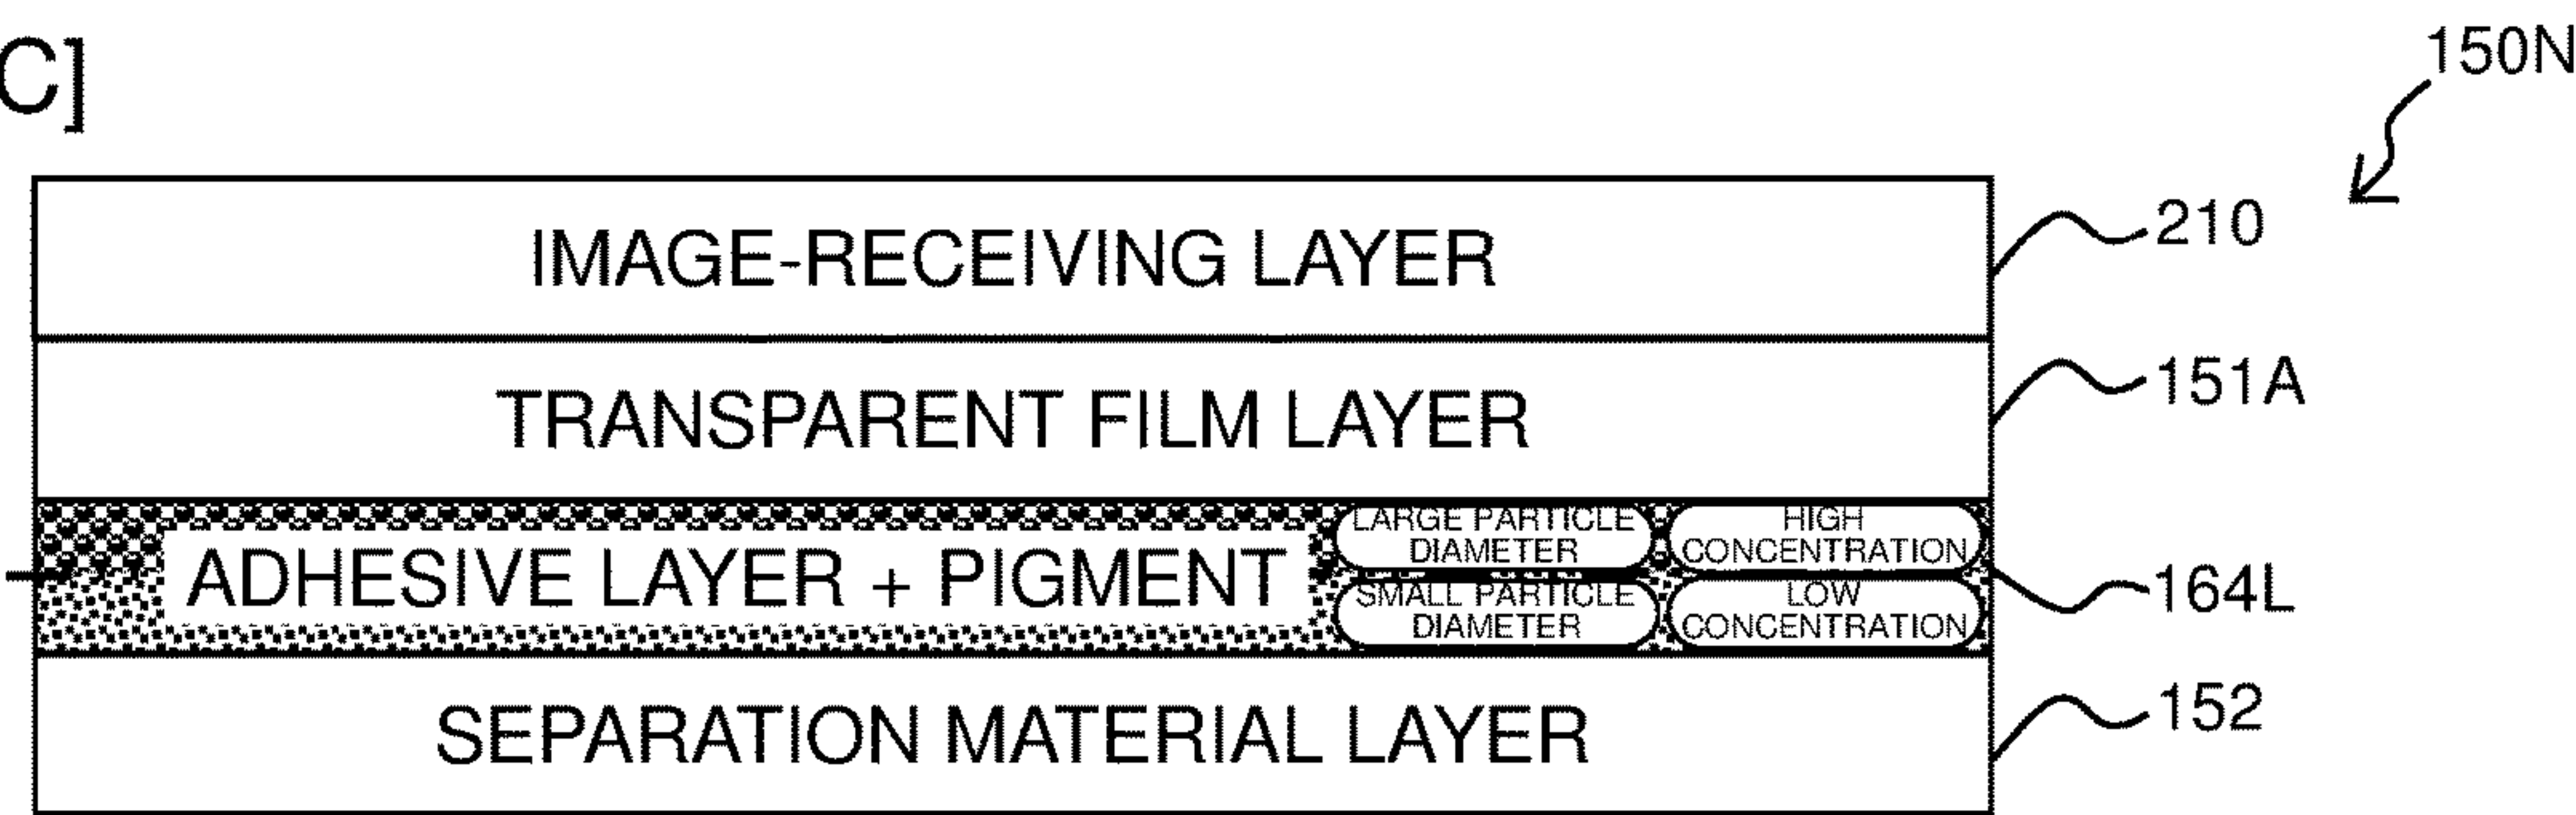 C]
150N
IMAGE-RECEIVING LAYER
210
TRANSPARENT FILM LAYER
151A
ADHESIVE LAYER + PIGMENT
LARGE PARTICLE
DIAMETER
HIGH
CONCENTRATION
SMALL PARTICLE
DIAMETER
LOW
CONCENTRATION
164L
SEPARATION MATERIAL LAYER
152